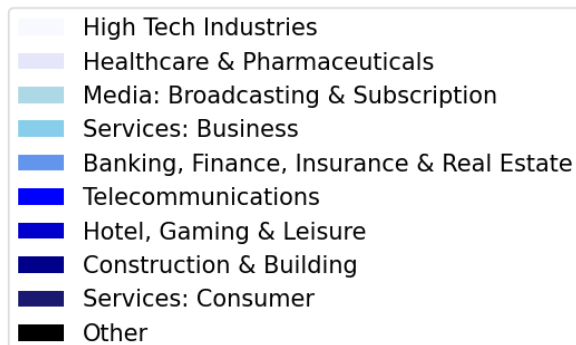 High Tech Industries
Healthcare & Pharmaceuticals
Media: Broadcasting & Subscription
Services: Business
Banking, Finance, Insurance & Real Estate
Telecommunications
Hotel, Gaming & Leisure
Construction & Building
Services: Consumer
Other